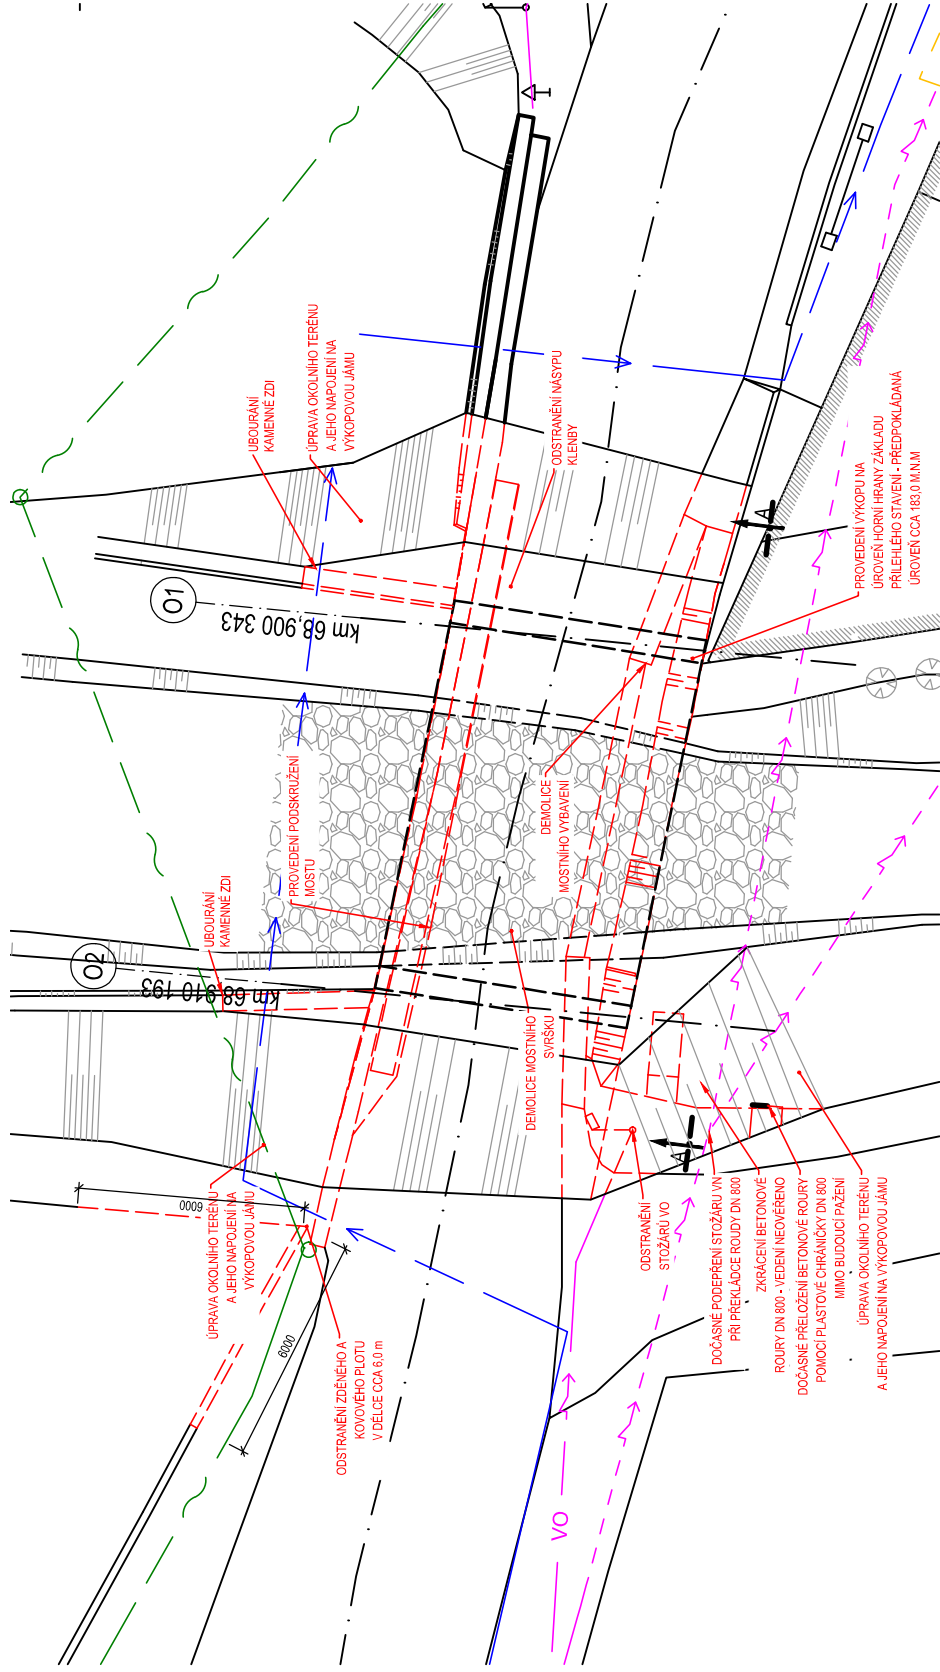 UBOURÁNÍ
KAMENNÉ ZDI
ÚPRAVA OKOLNÍHO TERÉNU
A JEHO NAPOJENÍ NA
VÝKOPOVOU JÁMU
ODSTRANĚNÍ NÁSYPU
KLENBY
PROVEDENÍ VÝKOPU NA
ÚROVEŇ HORNÍ HRANY ZÁKLADU
PŘILEHLÉHO STAVENÍ - PŘEDPOKLÁDANÁ
ÚROVEŇ CCA 183,0 M.N.M
A
O1
km 68,900 343
PROVEDENÍ PODSKRUŽENÍ
MOSTU
DEMOLICE
MOSTNÍHO VYBAVENÍ
UBOURÁNÍ
KAMENNÉ ZDI
O2
km 68,910 193
DEMOLICE MOSTNÍHO
SVRŠKU
A
ÚPRAVA OKOLNÍHO TERÉNU
A JEHO NAPOJENÍ NA
VÝKOPOVOU JÁMU
6000
6000
ODSTRANĚNÍ ZDĚNÉHO A
KOVOVÉHO PLOTU
V DÉLCE CCA 6,0 m
ODSTRANĚNÍ
STOŽÁRŮ VO
DOČASNÉ PODEPŘENÍ STOŽÁRU VN
PŘI PŘEKLÁDCE ROUDY DN 800
ZKRÁCENÍ BETONOVÉ
ROURY DN 800 - VEDENÍ NEOVĚŘENO
DOČASNÉ PŘELOŽENÍ BETONOVÉ ROURY
POMOCÍ PLASTOVÉ CHRÁNIČKY DN 800
MIMO BUDOUCÍ PAŽENÍ
ÚPRAVA OKOLNÍHO TERÉNU
A JEHO NAPOJENÍ NA VÝKOPOVOU JÁMU
VO